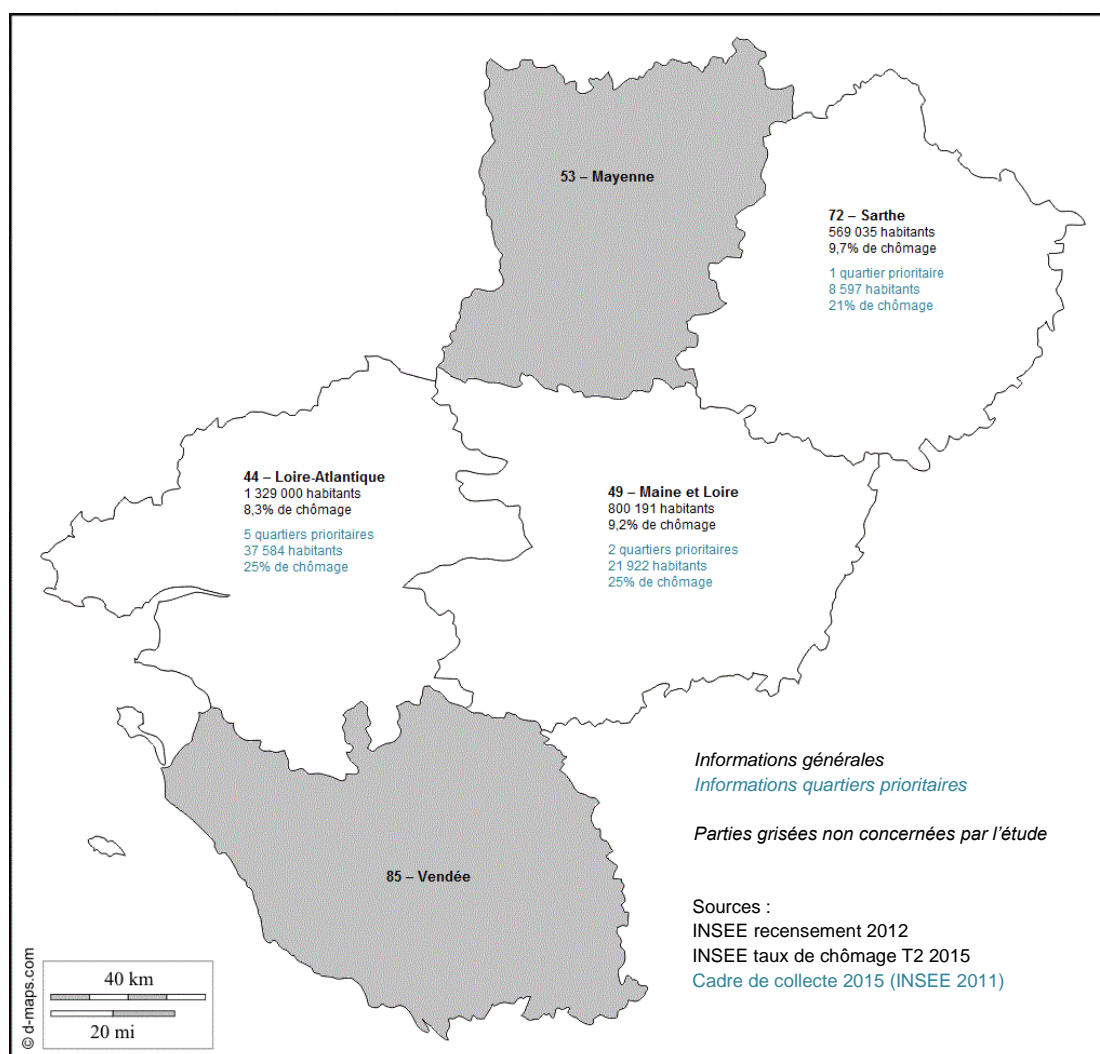 53 – Mayenne
72 – Sarthe
569 035 habitants
9,7% de chômage
1 quartier prioritaire
8 597 habitants
21% de chômage
44 – Loire-Atlantique
1 329 000 habitants
8,3% de chômage
5 quartiers prioritaires
37 584 habitants
25% de chômage
49 – Maine et Loire
800 191 habitants
9,2% de chômage
2 quartiers prioritaires
21 922 habitants
25% de chômage
85 – Vendée
Informations générales
Informations quartiers prioritaires
Parties grisées non concernées par l’étude
Sources :
INSEE recensement 2012
INSEE taux de chômage T2 2015
Cadre de collecte 2015 (INSEE 2011)
40 km
20 mi
© d-maps.com